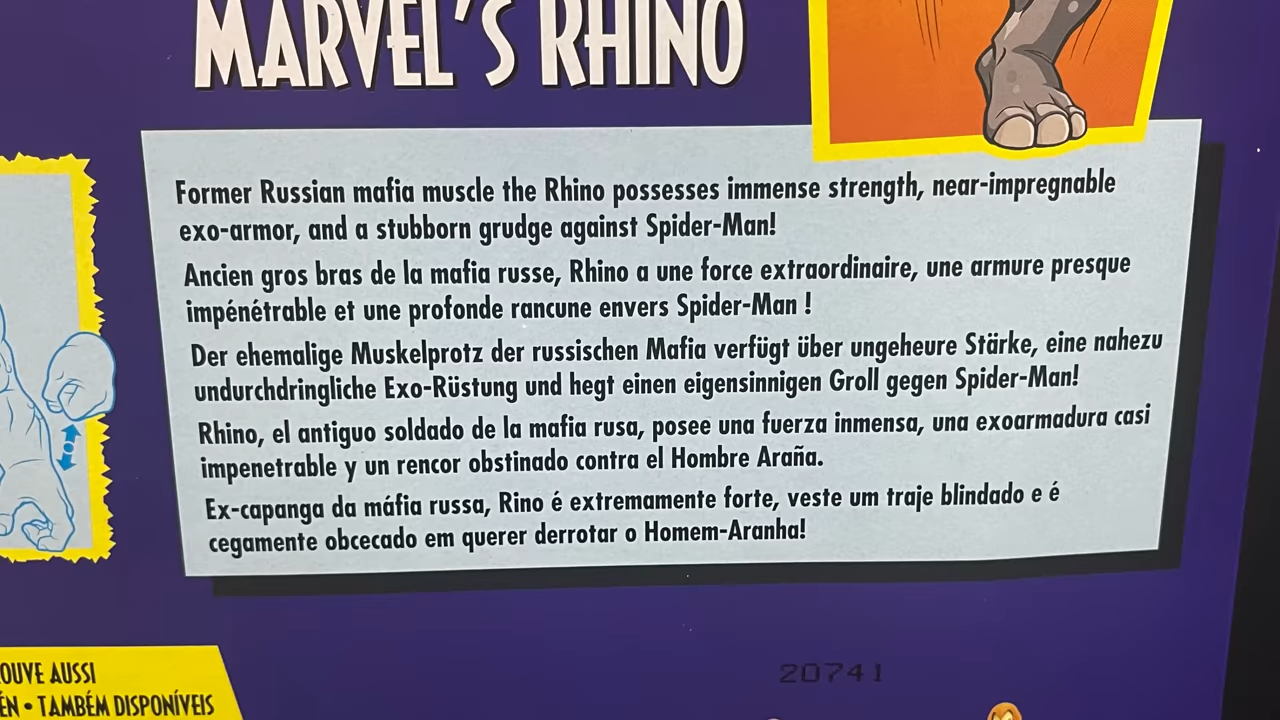 MARVEL'S RHINO
Former Russian mafia muscle the Rhino possesses immense strength, near-impregnable
exo-armor, and a stubborn grudge against Spider-Man!
Ancien gros bras de la mafia russe, Rhino a une force extraordinaire, une armure presque
impénétrable et une profonde rancune envers Spider-Man !
Der ehemalige Muskelprotz der russischen Mafia verfügt über ungeheure Stärke, eine nahezu
undurchdringliche Exo-Rüstung und hegt einen eigensinnigen Groll gegen Spider-Man!
Rhino, el antiguo soldado de la mafia rusa, posee una fuerza inmensa, una exoarmadura casi
impenetrable y un rencor obstinado contra el Hombre Araña.
Ex-capanga da máfia russa, Rino é extremamente forte, veste um traje blindado e é
cegamente obcecado em querer derrotar o Homem-Aranha!
OUVE AUSSI
ÉN • TAMBÉM DISPONÍVEIS
20741